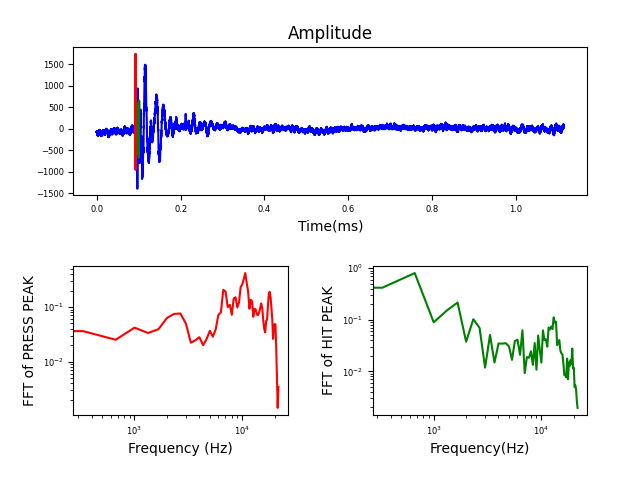 Amplitude
1500
1000
500
0
−500
−1000
−1500
0.0 0.2 0.4 0.6 0.8 1.0
Time(ms)
FFT of PRESS PEAK
10⁻¹
10⁻²
10³ 10⁴
Frequency (Hz)
FFT of HIT PEAK
10⁰
10⁻¹
10⁻²
10³ 10⁴
Frequency(Hz)